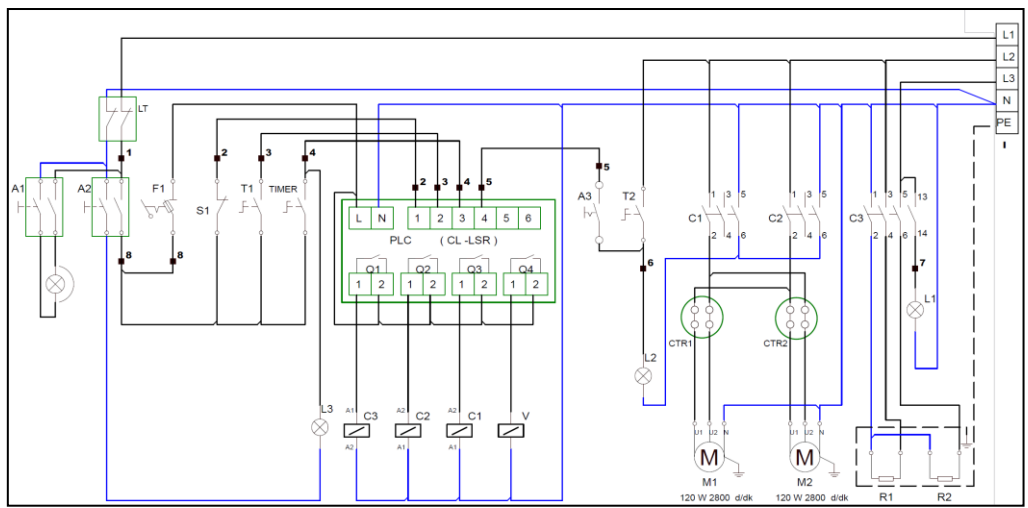 L1
L2
L3
N
PE
LT
1
2
3
4
5
A1
A2
F1
S1
T1
TIMER
2
3
4
5
A3
T2
1 3 5
C1
2 4 6
1 3 5
C2
2 4 6
1 3 5 13
C3
2 4 6 14
L N 1 2 3 4 5 6
PLC ( CL -LSR )
8
8
6
7
Q1 Q2 Q3 Q4
1 2 1 2 1 2 1 2
L1
CTR1
CTR2
L2
L3
A1 C3 A2
A2 C2 A1
A2 C1 A1
V
U1 U2 N
U1 U2 N
M
M
M1
M2
120 W 2800 d/dk
120 W 2800 d/dk
R1
R2